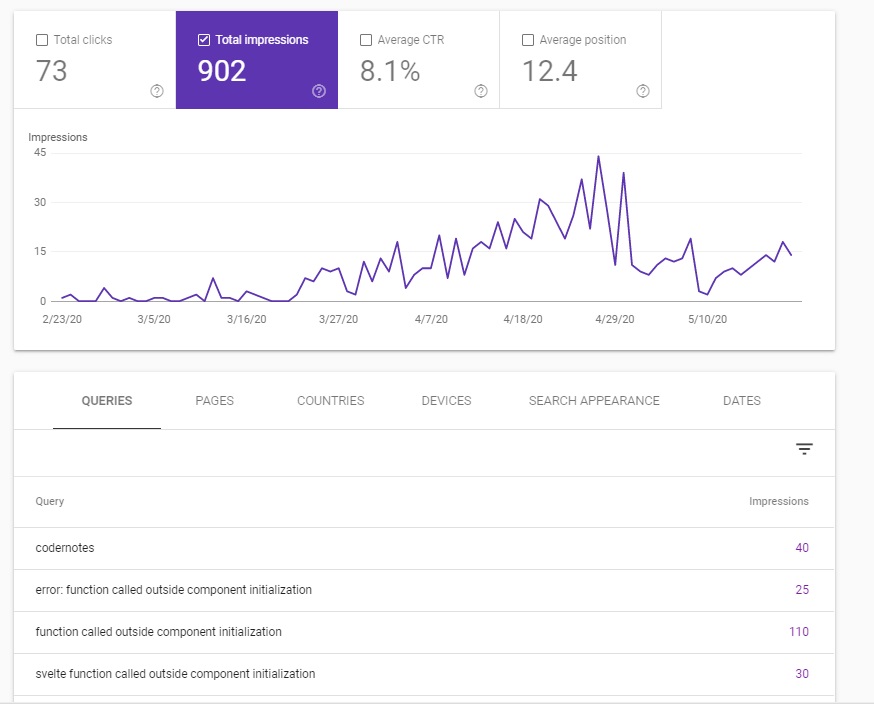 Total clicks
73
Total impressions
902
Average CTR
8.1%
Average position
12.4
Impressions
45
30
15
0
2/23/20 3/5/20 3/16/20 3/27/20 4/7/20 4/18/20 4/29/20 5/10/20
QUERIES PAGES COUNTRIES DEVICES SEARCH APPEARANCE DATES
Query Impressions
codernotes 40
error: function called outside component initialization 25
function called outside component initialization 110
svelte function called outside component initialization 30